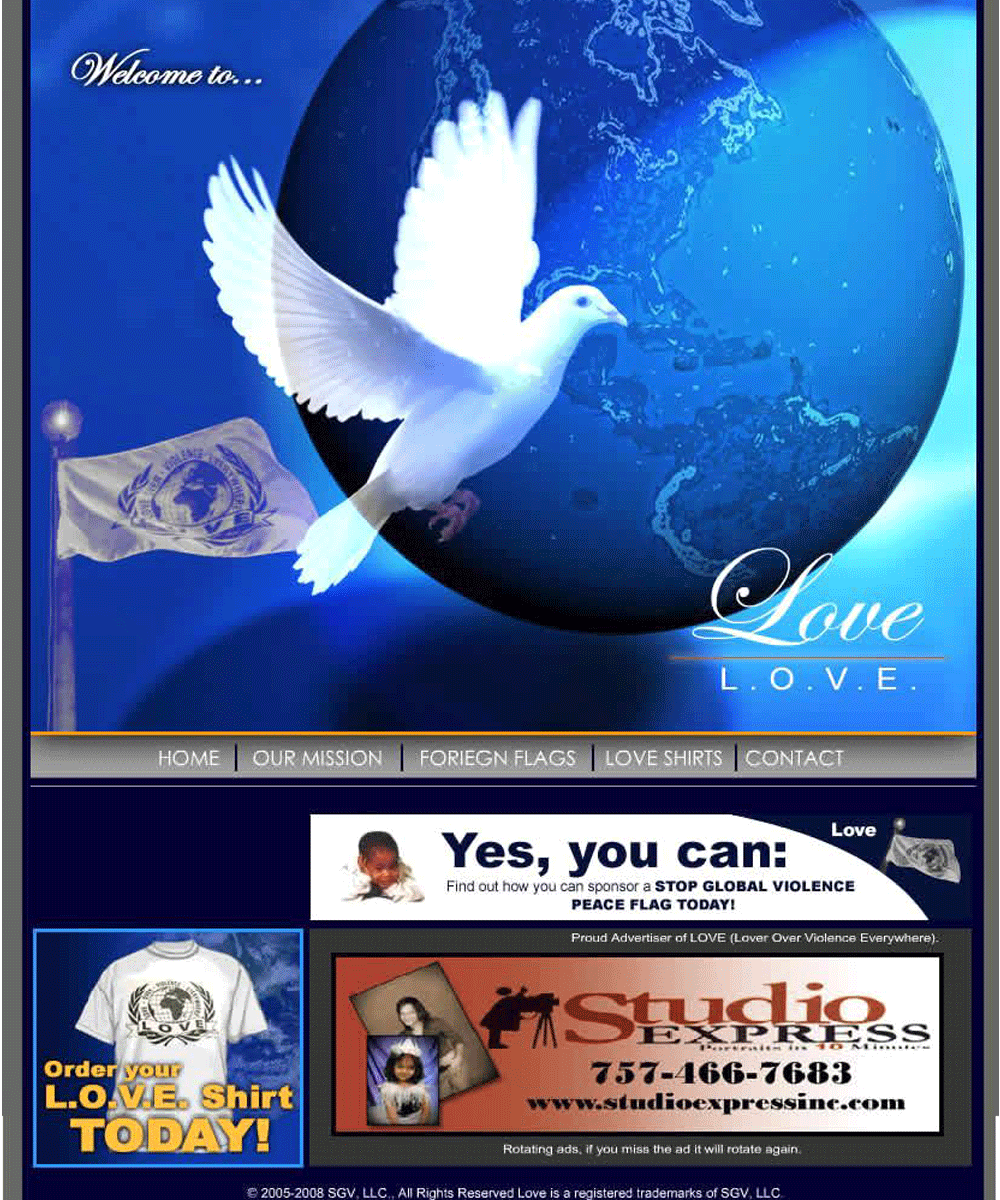 Welcome to...
Love
L.O.V.E.
HOME | OUR MISSION | FORIEGN FLAGS | LOVE SHIRTS | CONTACT
Love
Yes, you can:
Find out how you can sponsor a STOP GLOBAL VIOLENCE
PEACE FLAG TODAY!
Proud Advertiser of LOVE (Lover Over Violence Everywhere).
LOVE
Order your
L.O.V.E. Shirt
TODAY!
Studio
EXPRESS
Portraits in 10 Minutes
757-466-7683
www.studioexpressinc.com
Rotating ads, if you miss the ad it will rotate again.
© 2005-2008 SGV, LLC., All Rights Reserved Love is a registered trademarks of SGV, LLC